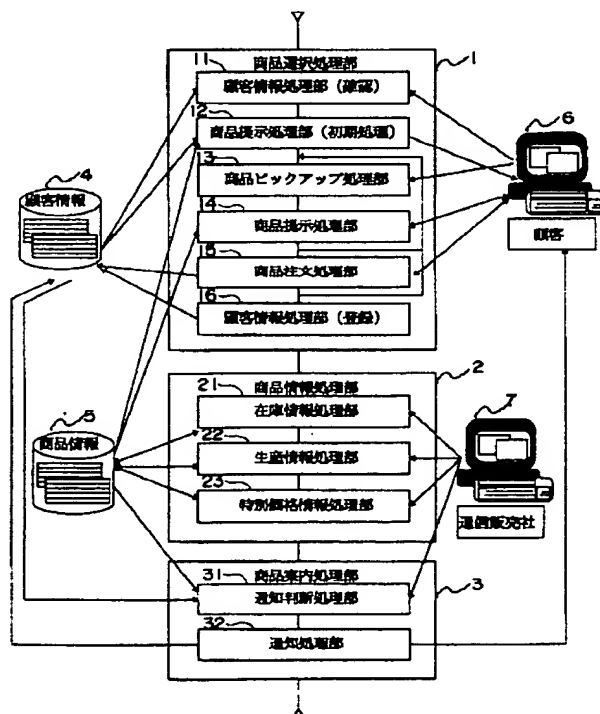 商品選択処理部
1
11
顧客情報処理部（確認）
12
商品提示処理部（初期処理）
13
商品ピックアップ処理部
14
商品提示処理部
15
商品注文処理部
16
顧客情報処理部（登録）
4
顧客情報
6
顧客
2
商品情報処理部
21
在庫情報処理部
22
生産情報処理部
23
特別価格情報処理部
5
商品情報
7
通信販売社
3
商品案内処理部
31
通知判断処理部
32
通知処理部